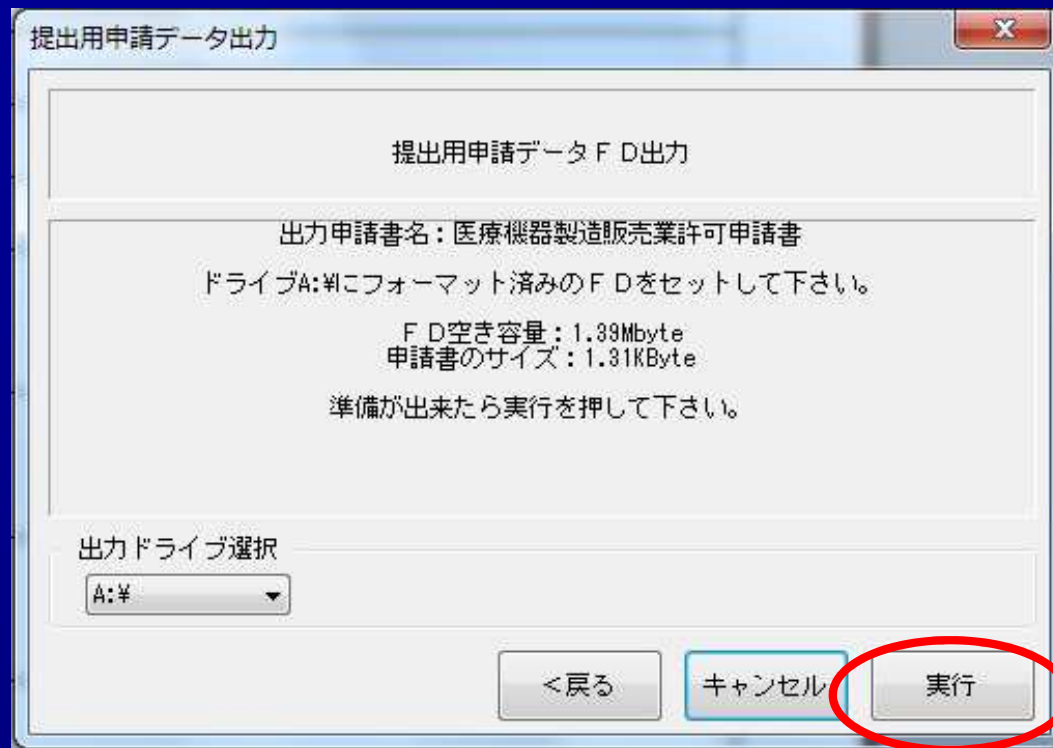 提出用申請データ出力
提出用申請データＦＤ出力
出力申請書名：医療機器製造販売業許可申請書
ドライブA:¥にフォーマット済みのＦＤをセットして下さい。
ＦＤ空き容量：1.39Mbyte
申請書のサイズ：1.31KByte
準備が出来たら実行を押して下さい。
出力ドライブ選択
A:¥
<戻る
キャンセル
実行